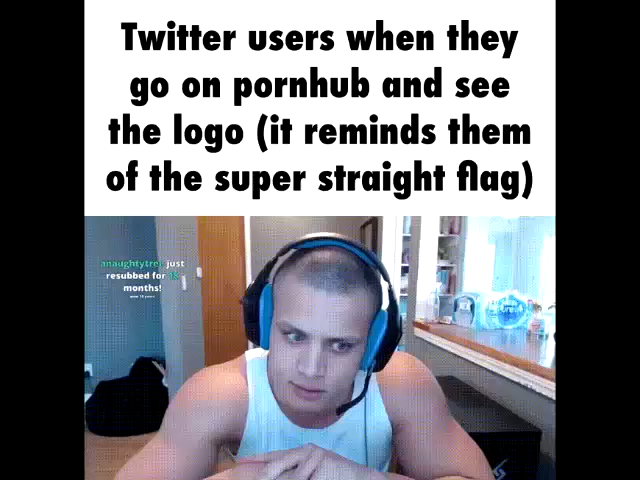 Twitter users when they
go on pornhub and see
the logo (it reminds them
of the super straight flag)
just
resubbed for
months!